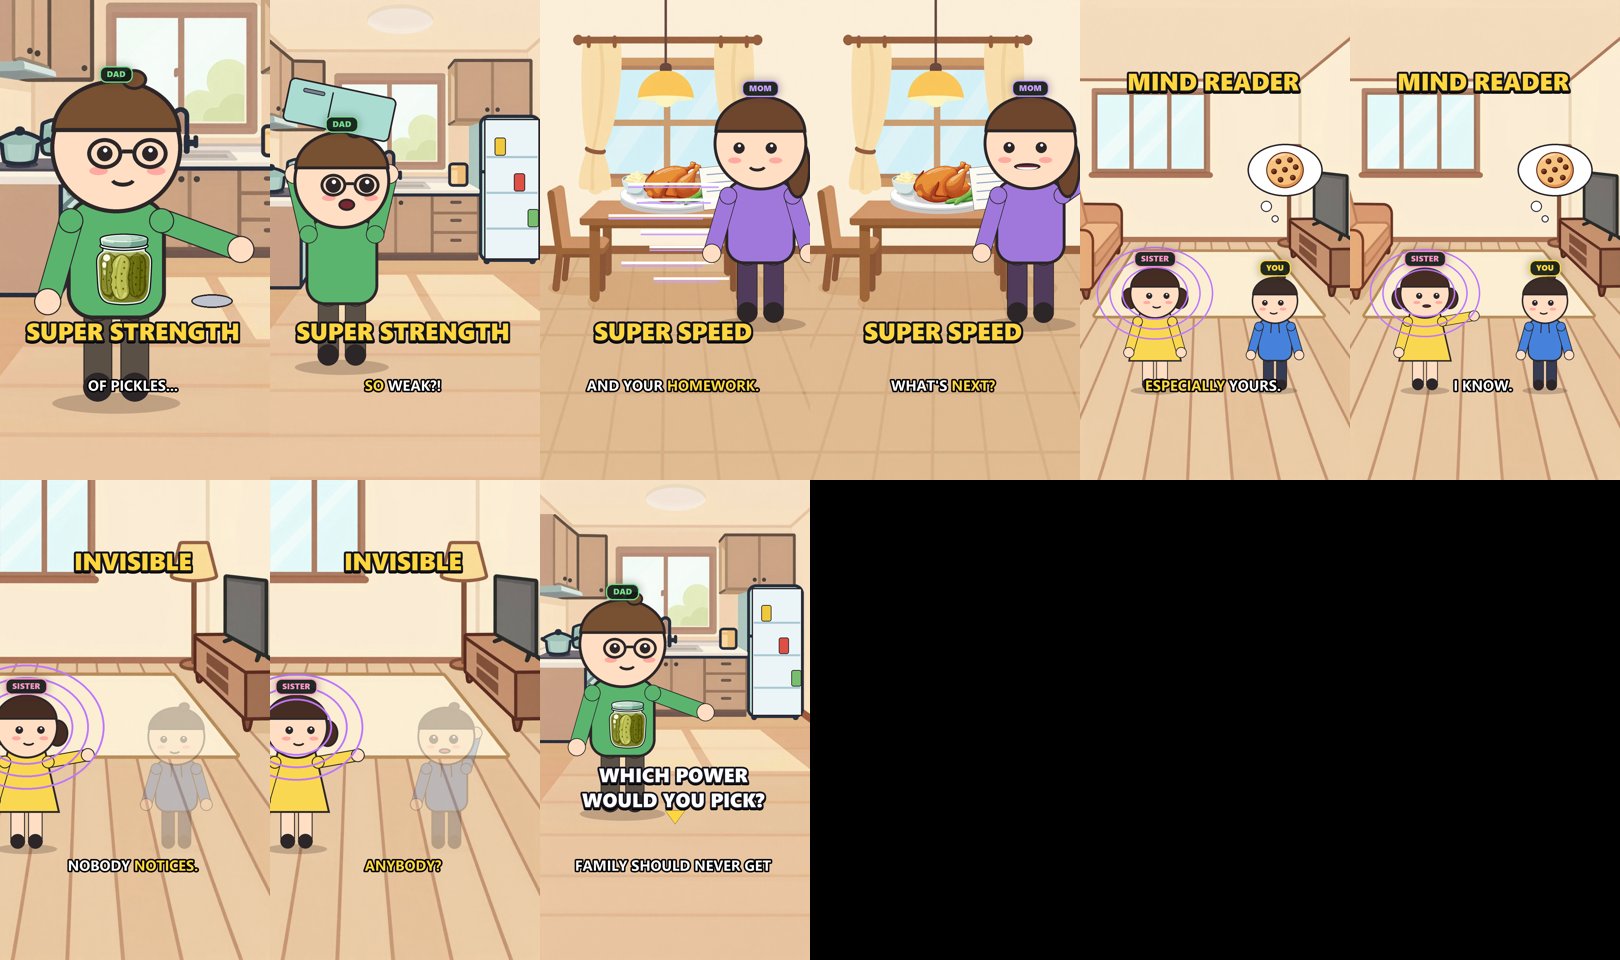 DAD
SUPER STRENGTH
OF PICKLES...
DAD
SUPER STRENGTH
SO WEAK?!
MOM
SUPER SPEED
AND YOUR HOMEWORK.
MOM
SUPER SPEED
WHAT'S NEXT?
MIND READER
SISTER
YOU
ESPECIALLY YOURS.
MIND READER
SISTER
YOU
I KNOW.
INVISIBLE
SISTER
NOBODY NOTICES.
INVISIBLE
SISTER
ANYBODY?
DAD
WHICH POWER
WOULD YOU PICK?
FAMILY SHOULD NEVER GET